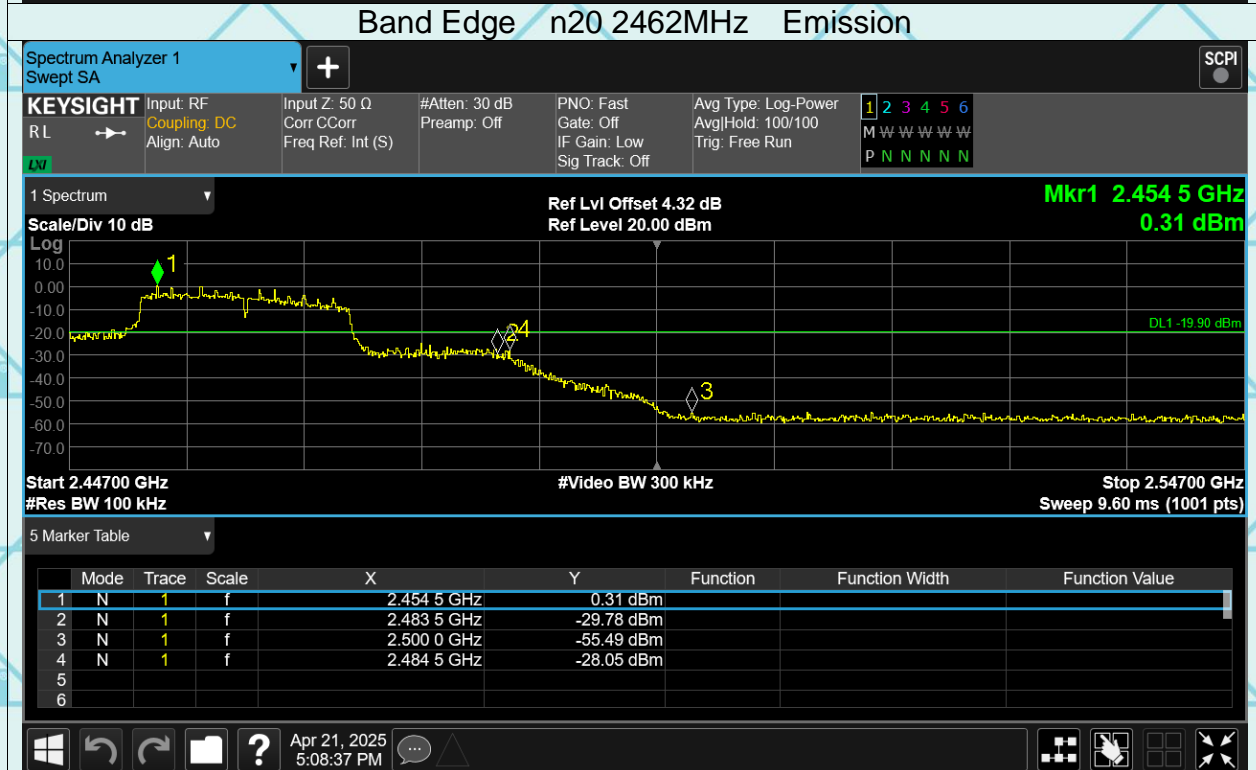 Band Edge n20 2462MHz Emission
Spectrum Analyzer 1
Swept SA
+
SCPI
KEYSIGHT
R L
LXI
Input: RF
Coupling: DC
Align: Auto
Input Z: 50 Ω
Corr CCorr
Freq Ref: Int (S)
#Atten: 30 dB
Preamp: Off
PNO: Fast
Gate: Off
IF Gain: Low
Sig Track: Off
Avg Type: Log-Power
Avg|Hold: 100/100
Trig: Free Run
1 2 3 4 5 6
M W W W W W
P N N N N N
1 Spectrum
Scale/Div 10 dB
Ref Lvl Offset 4.32 dB
Ref Level 20.00 dBm
Mkr1 2.454 5 GHz
0.31 dBm
Log
10.0
0.00
-10.0
-20.0
-30.0
-40.0
-50.0
-60.0
-70.0
1
2 4
3
DL1 -19.90 dBm
Start 2.44700 GHz
#Video BW 300 kHz
Stop 2.54700 GHz
#Res BW 100 kHz
Sweep 9.60 ms (1001 pts)
5 Marker Table
Mode Trace Scale X Y Function Function Width Function Value
1 N 1 f 2.454 5 GHz 0.31 dBm
2 N 1 f 2.483 5 GHz -29.78 dBm
3 N 1 f 2.500 0 GHz -55.49 dBm
4 N 1 f 2.484 5 GHz -28.05 dBm
5
6
?
Apr 21, 2025
5:08:37 PM